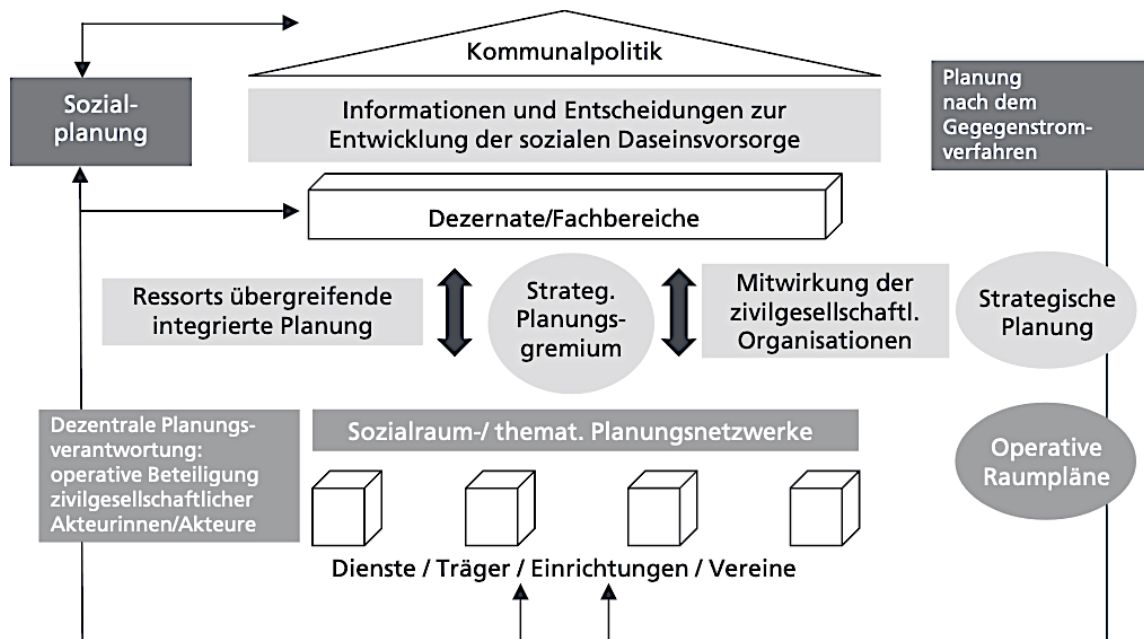 Kommunalpolitik
Sozial-
planung
Informationen und Entscheidungen zur
Entwicklung der sozialen Daseinsvorsorge
Planung
nach dem
Gegegenstrom-
verfahren
Dezernate/Fachbereiche
Ressorts übergreifende
integrierte Planung
Strateg.
Planungs-
gremium
Mitwirkung der
zivilgesellschaftl.
Organisationen
Strategische
Planung
Dezentrale Planungs-
verantwortung:
operative Beteiligung
zivilgesellschaftlicher
Akteurinnen/Akteure
Sozialraum-/ themat. Planungsnetzwerke
Operative
Raumpläne
Dienste / Träger / Einrichtungen / Vereine